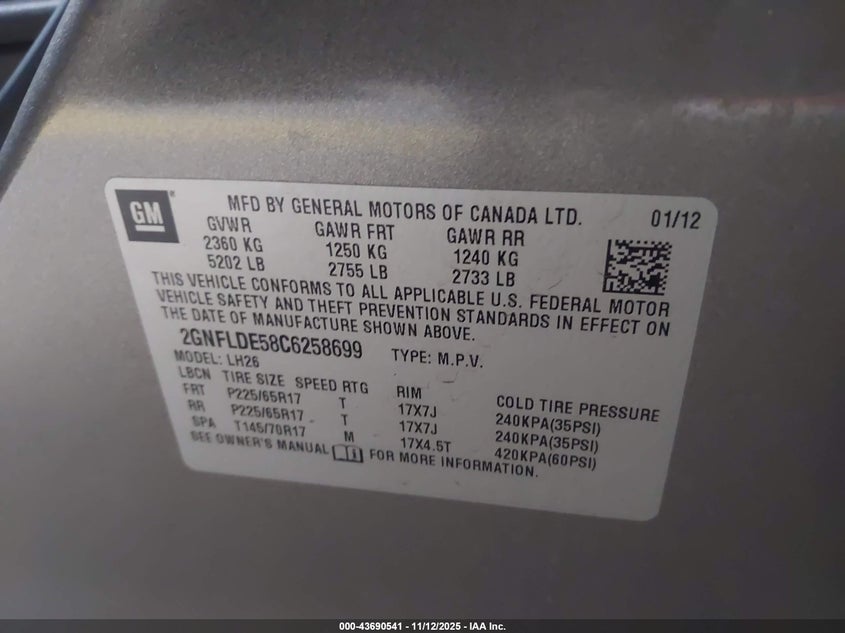 GM ®
MFD BY GENERAL MOTORS OF CANADA LTD. 01/12
GVWR GAWR FRT GAWR RR
2360 KG 1250 KG 1240 KG
5202 LB 2755 LB 2733 LB
THIS VEHICLE CONFORMS TO ALL APPLICABLE U.S. FEDERAL MOTOR
VEHICLE SAFETY AND THEFT PREVENTION STANDARDS IN EFFECT ON
THE DATE OF MANUFACTURE SHOWN ABOVE.
2GNFLDE58C6258699 TYPE: M.P.V.
MODEL: LH26
LBCN TIRE SIZE SPEED RTG RIM COLD TIRE PRESSURE
FRT P225/65R17 T 17X7J 240KPA(35PSI)
RR P225/65R17 T 17X7J 240KPA(35PSI)
SPA T145/70R17 M 17X4.5T 420KPA(60PSI)
SEE OWNER'S MANUAL FOR MORE INFORMATION.
000-43690541 - 11/12/2025 - IAA Inc.